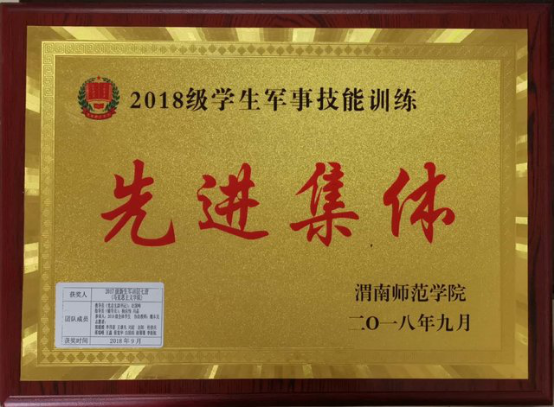 2018级学生军事技能训练
先进集体
渭南师范学院
二〇一八年九月
获奖人
团队成员
获奖时间
2018年9月